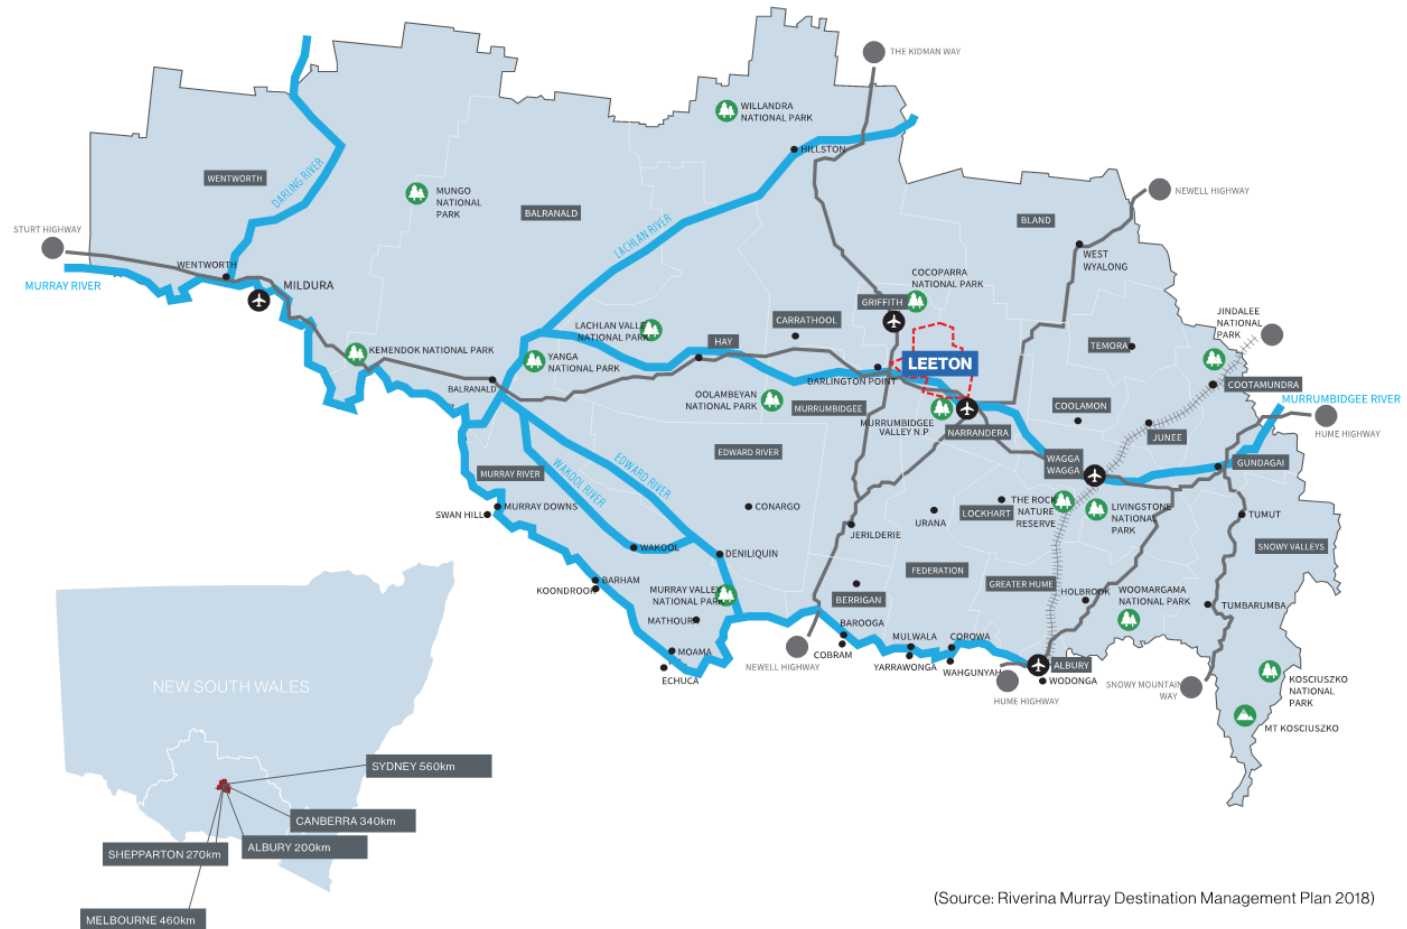 THE KIDMAN WAY
WILLANDRA
NATIONAL PARK
HILLSTON
WENTWORTH
DARLING RIVER
MUNGO
NATIONAL
PARK
BALRANALD
NEWELL HIGHWAY
BLAND
LACHLAN RIVER
STURT HIGHWAY
WEST
WYALONG
WENTWORTH
MURRAY RIVER
MILDURA
COCOPARRA
NATIONAL PARK
GRIFFITH
CARRATHOOL
JINDALEE
NATIONAL
PARK
LACHLAN VALLEY
NATIONAL PARK
HAY
TEMORA
KEMENDOK NATIONAL PARK
YANGA
NATIONAL PARK
LEETON
BALRANALD
DARLINGTON POINT
COOTAMUNDRA
OOLAMBEYAN
NATIONAL PARK
MURRUMBIDGEE
COOLAMON
MURRUMBIDGEE RIVER
MURRUMBIDGEE
VALLEY N.P
NARRANDERA
JUNEE
HUME HIGHWAY
EDWARD RIVER
WAGGA
WAGGA
GUNDAGAI
MURRAY RIVER
WAKOOL RIVER
EDWARD RIVER
MURRAY DOWNS
SWAN HILL
CONARGO
URANA
LOCKHART
THE ROCK
NATURE
RESERVE
LIVINGSTONE
NATIONAL
PARK
TUMUT
JERILDERIE
WAKOOL
DENILIQUIN
SNOWY VALLEYS
FEDERATION
GREATER HUME
BARHAM
KOONDROOK
MURRAY VALLEY
NATIONAL PARK
BERRIGAN
HOLBROOK
WOOMARGAMA
NATIONAL PARK
TUMBARUMBA
MATHOURA
BAROOGA
MULWALA
COROWA
MOAMA
ECHUCA
NEWELL HIGHWAY
COBRAM
YARRAWONGA
WAHGUNYAH
ALBURY
WODONGA
HUME HIGHWAY
SNOWY MOUNTAIN
WAY
KOSCIUSZKO
NATIONAL
PARK
MT KOSCIUSZKO
NEW SOUTH WALES
SYDNEY 560km
CANBERRA 340km
ALBURY 200km
SHEPPARTON 270km
MELBOURNE 460km
(Source: Riverina Murray Destination Management Plan 2018)